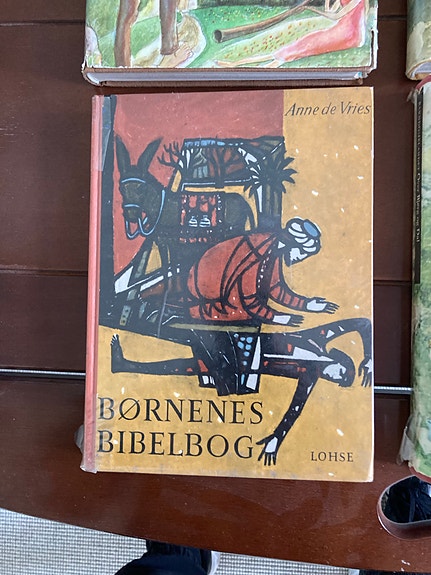 Anne de Vries
BØRNENES
BIBELBOG
LOHSE